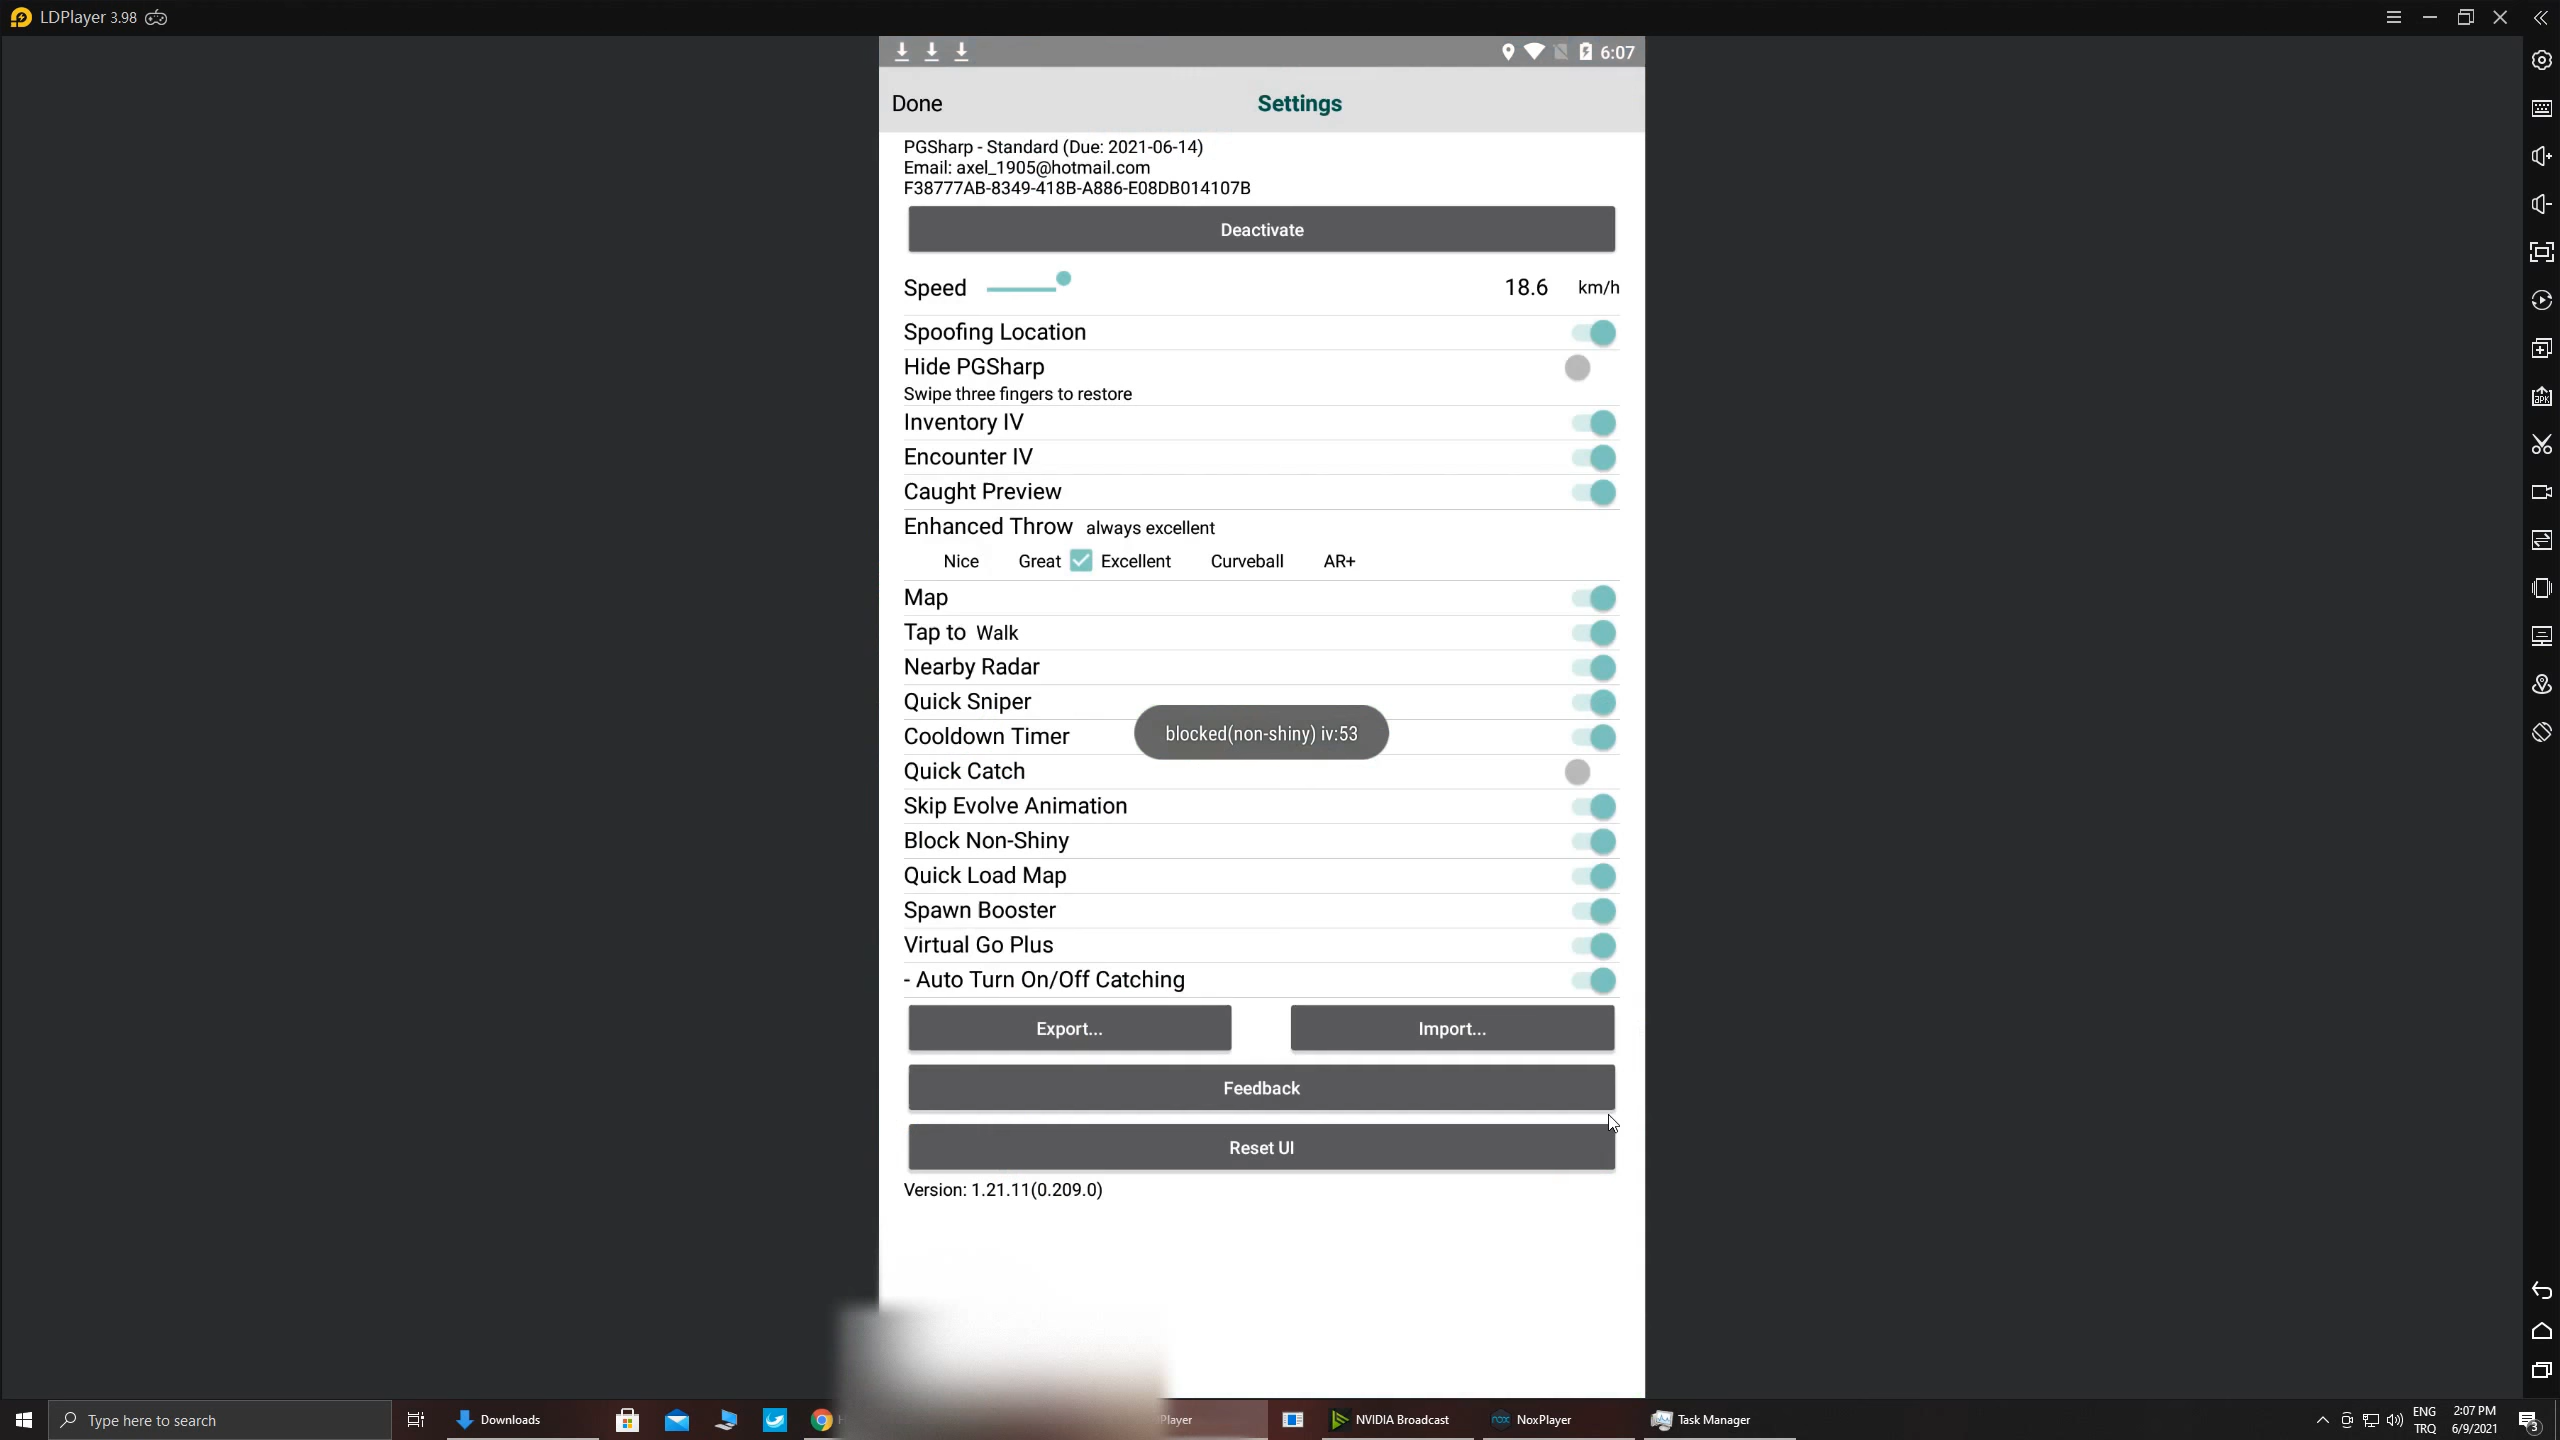 LDPlayer 3.98
6:07
Done
Settings
PGSharp - Standard (Due: 2021-06-14)
Email: axel_1905@hotmail.com
F38777AB-8349-418B-A886-E08DB014107B
Deactivate
Speed 18.6 km/h
Spoofing Location
Hide PGSharp
Swipe three fingers to restore
Inventory IV
Encounter IV
Caught Preview
Enhanced Throw always excellent
Nice Great Excellent Curveball AR+
Map
Tap to Walk
Nearby Radar
Quick Sniper
blocked(non-shiny) iv:53
Cooldown Timer
Quick Catch
Skip Evolve Animation
Block Non-Shiny
Quick Load Map
Spawn Booster
Virtual Go Plus
- Auto Turn On/Off Catching
Export... Import...
Feedback
Reset UI
Version: 1.21.11(0.209.0)
Type here to search
Downloads
Player
NVIDIA Broadcast
nox NoxPlayer
Task Manager
ENG
TRQ
2:07 PM
6/9/2021
3